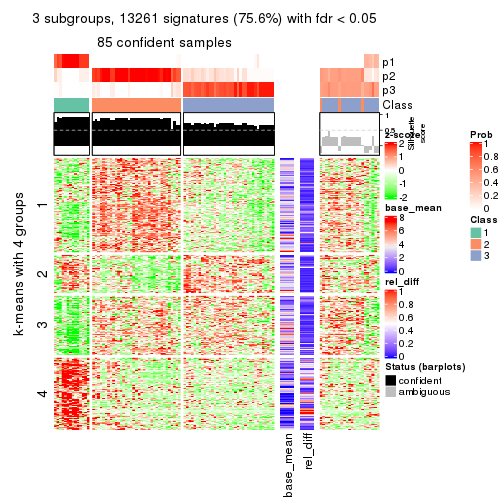 3 subgroups, 13261 signatures (75.6%) with fdr < 0.05
85 confident samples
p1
p2
p3
Class
1
0.5
Silhouette
score
k-means with 4 groups
1
2
3
4
base_mean
rel_diff
z-score
2
1
0
-1
-2
base_mean
8
6
4
2
0
rel_diff
1
0.8
0.6
0.4
0.2
0
Status (barplots)
confident
ambiguous
Prob
1
0.8
0.6
0.4
0.2
0
Class
1
2
3